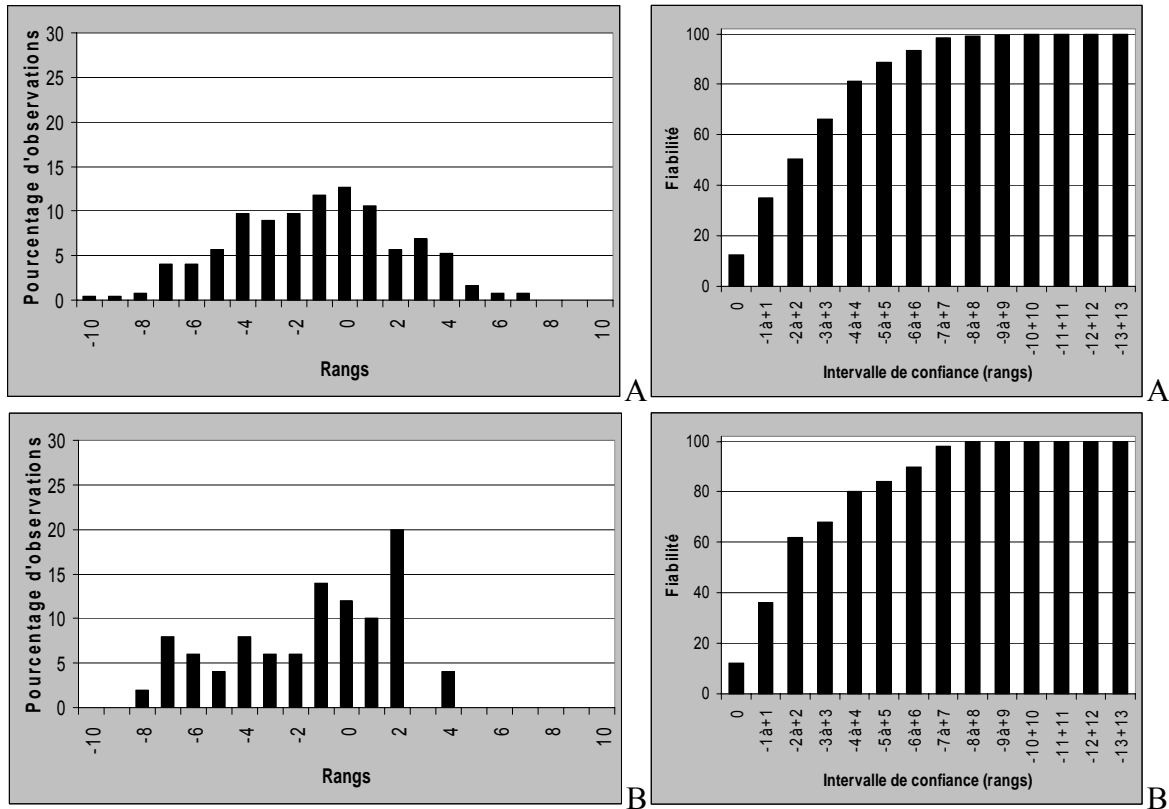 Pourcentage d'observations
30
25
20
15
10
5
0
-10
-8
-6
-4
-2
0
2
4
6
8
10
Rangs
A
Fiabilité
100
80
60
40
20
0
0
-1à+1
-2à+2
-3à+3
-4à+4
-5à+5
-6à+6
-7à+7
-8à+8
-9à+9
-10+10
-11+11
-12+12
-13+13
Intervalle de confiance (rangs)
A
Pourcentage d'observations
30
25
20
15
10
5
0
-10
-8
-6
-4
-2
0
2
4
6
8
10
Rangs
B
Fiabilité
100
80
60
40
20
0
0
-1à+1
-2à+2
-3à+3
-4à+4
-5à+5
-6à+6
-7à+7
-8à+8
-9à+9
-10+10
-11+11
-12+12
-13+13
Intervalle de confiance (rangs)
B